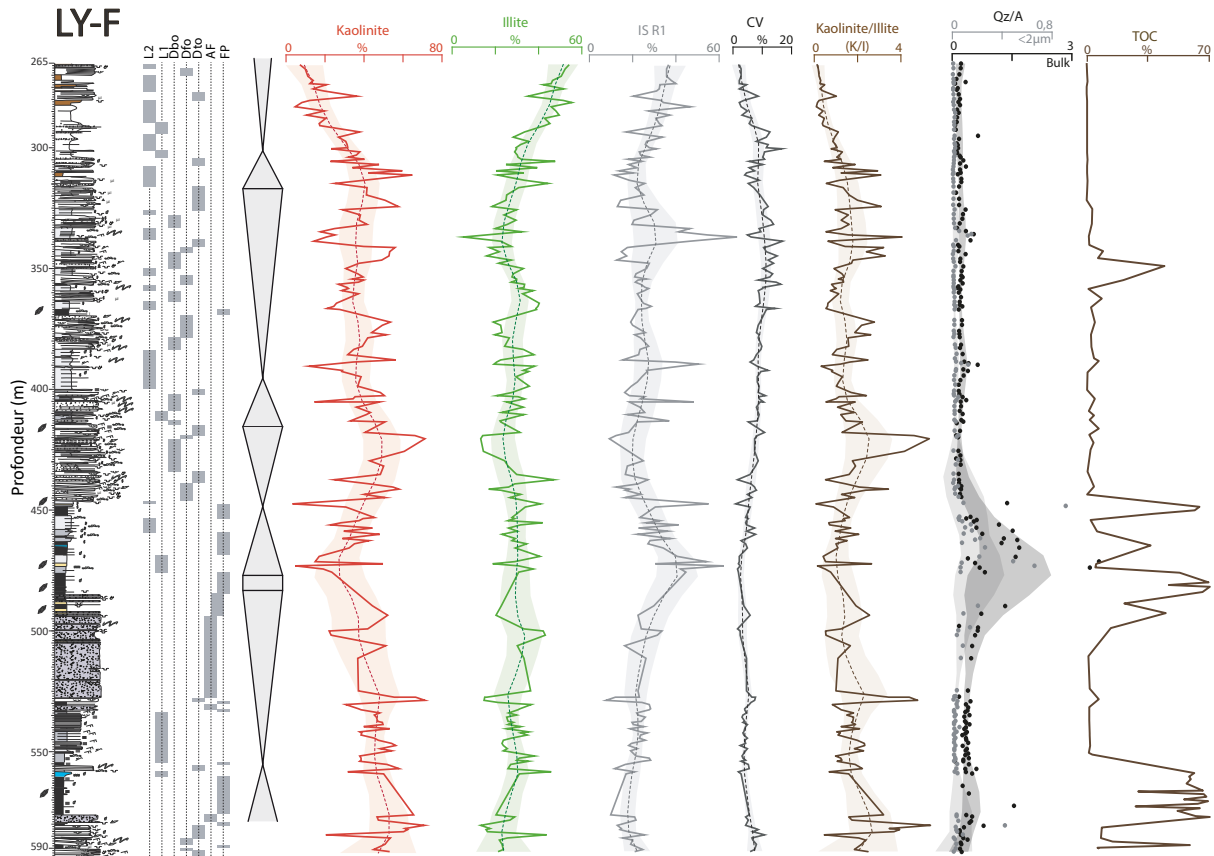 LY-F
Profondeur (m)
265
300
350
400
450
500
550
590
L2
L1
Dbo
Dfo
Dto
AF
FP
Kaolinite
0 % 80
Illite
0 % 60
IS R1
0 60
CV
0 % 20
Kaolinite/Illite
0 (K/I) 4
Qz/A
0 0,8
<2µm
0 3
Bulk
TOC
0 % 70